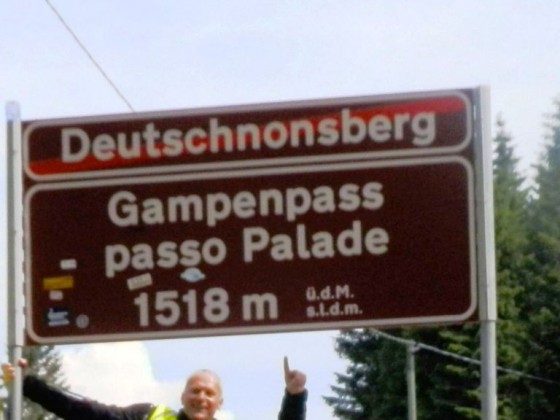 Deutschnonsberg
Gampenpass
passo Palade
1518 m
ü.d.M.
s.l.d.m.